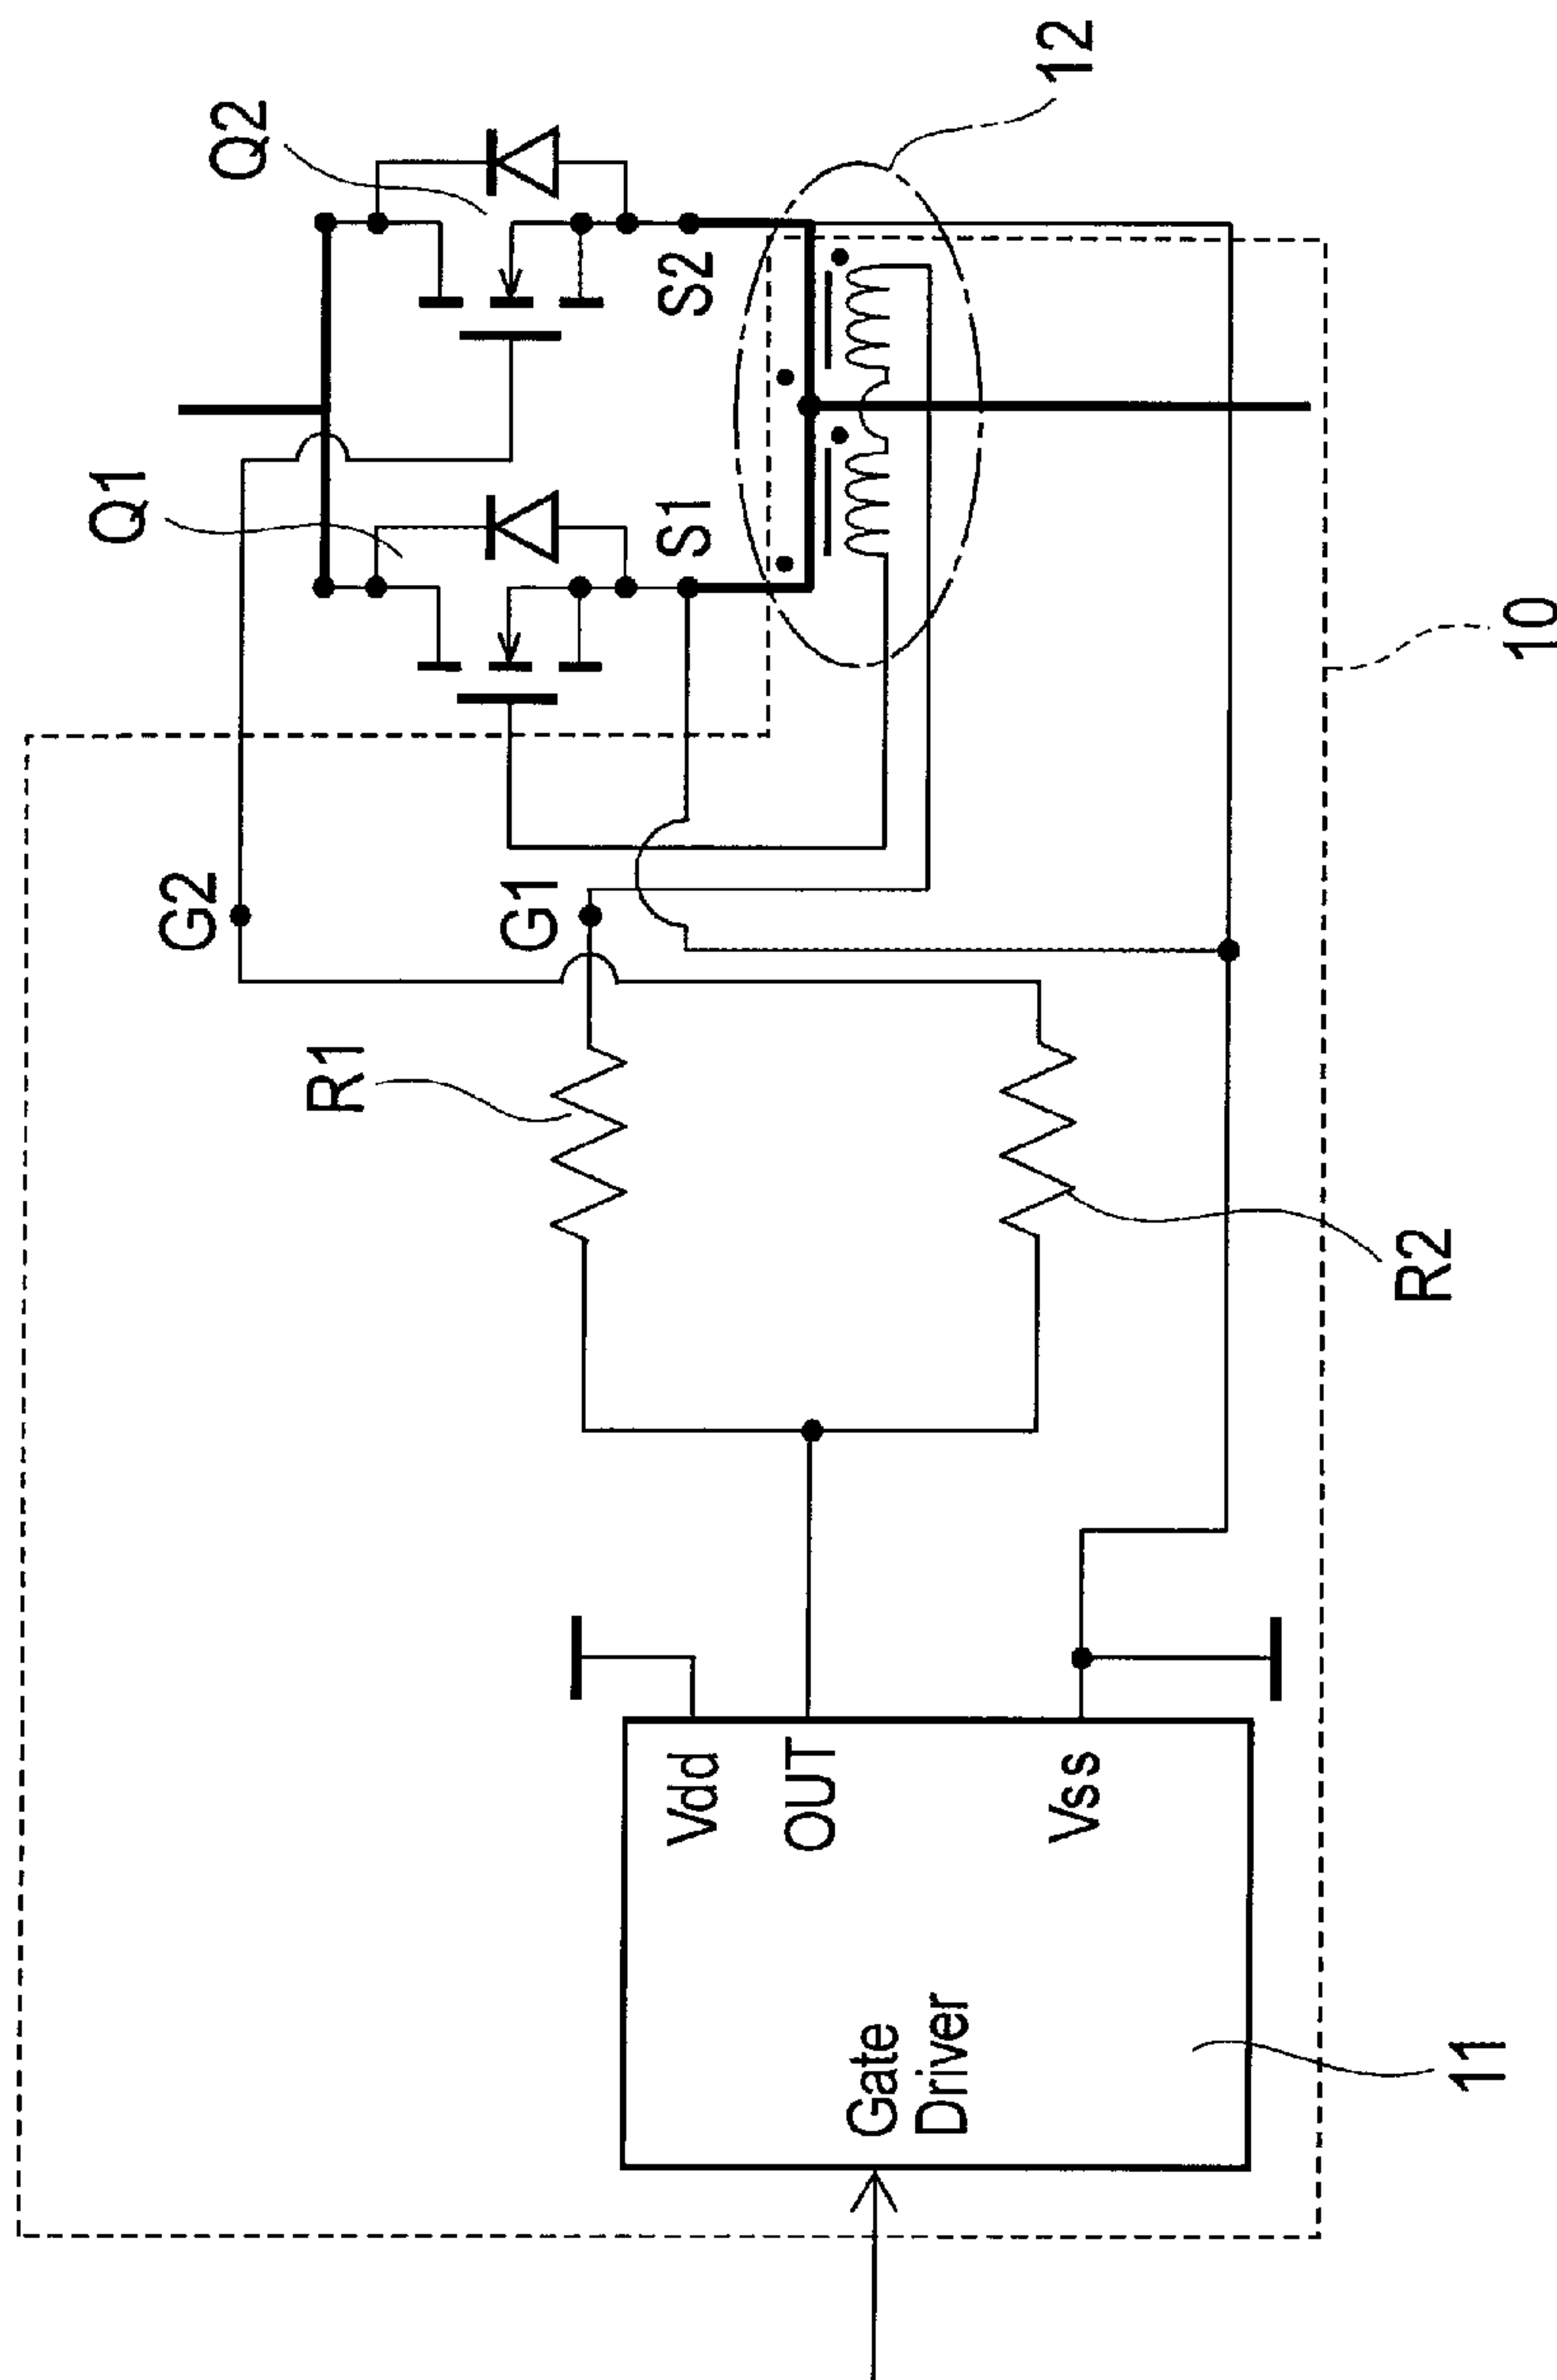 Q2
Q1
12
S2
S1
G2
G1
R1
R2
10
Vdd
OUT
Vss
Gate
Driver
11